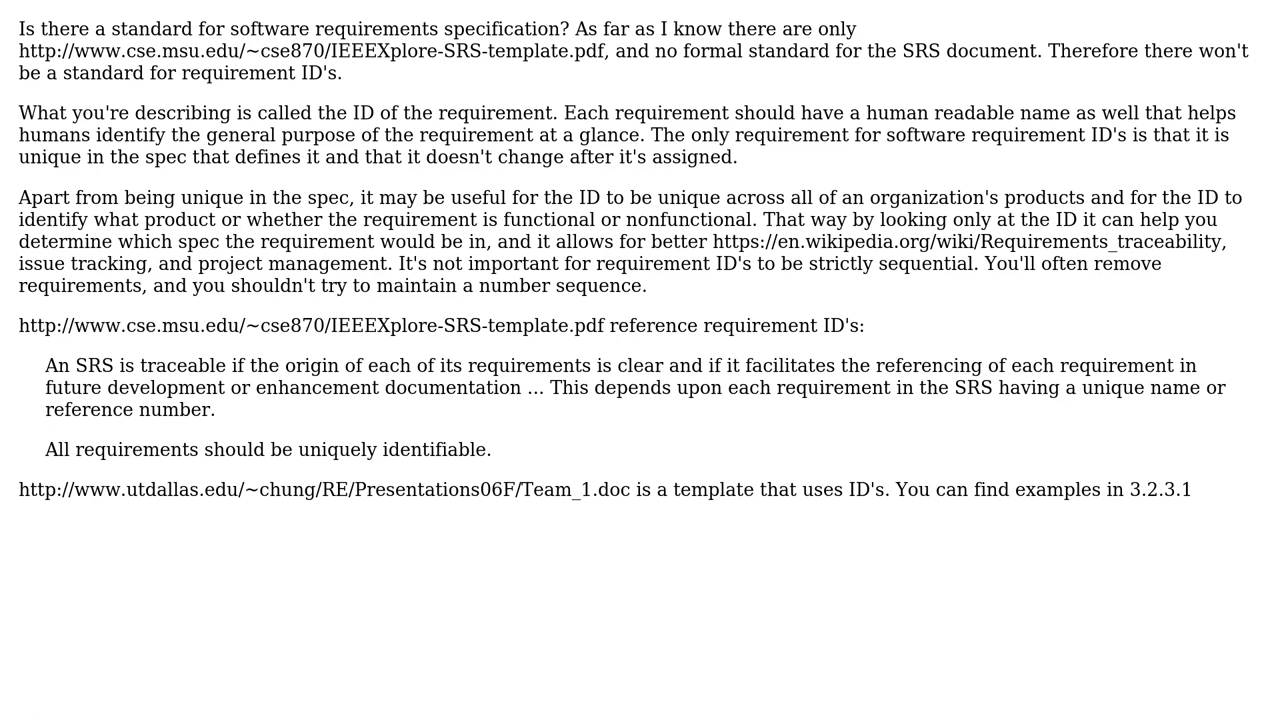 Is there a standard for software requirements specification? As far as I know there are only
http://www.cse.msu.edu/~cse870/IEEEXplore-SRS-template.pdf, and no formal standard for the SRS document. Therefore there won't
be a standard for requirement ID's.
What you're describing is called the ID of the requirement. Each requirement should have a human readable name as well that helps
humans identify the general purpose of the requirement at a glance. The only requirement for software requirement ID's is that it is
unique in the spec that defines it and that it doesn't change after it's assigned.
Apart from being unique in the spec, it may be useful for the ID to be unique across all of an organization's products and for the ID to
identify what product or whether the requirement is functional or nonfunctional. That way by looking only at the ID it can help you
determine which spec the requirement would be in, and it allows for better https://en.wikipedia.org/wiki/Requirements_traceability,
issue tracking, and project management. It's not important for requirement ID's to be strictly sequential. You'll often remove
requirements, and you shouldn't try to maintain a number sequence.
http://www.cse.msu.edu/~cse870/IEEEXplore-SRS-template.pdf reference requirement ID's:
An SRS is traceable if the origin of each of its requirements is clear and if it facilitates the referencing of each requirement in
future development or enhancement documentation ... This depends upon each requirement in the SRS having a unique name or
reference number.
All requirements should be uniquely identifiable.
http://www.utdallas.edu/~chung/RE/Presentations06F/Team_1.doc is a template that uses ID's. You can find examples in 3.2.3.1